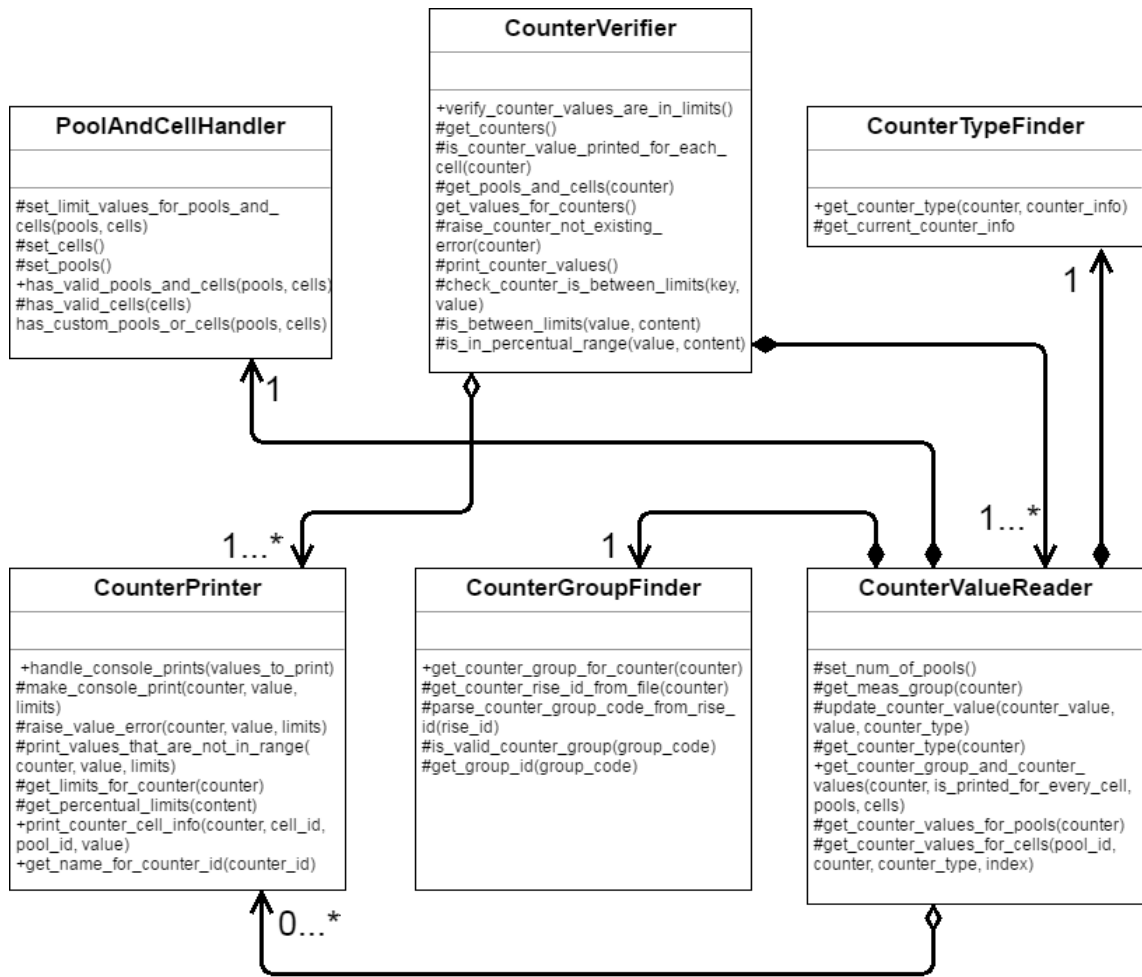 CounterVerifier
+verify_counter_values_are_in_limits()
#get_counters()
#is_counter_value_printed_for_each_
cell(counter)
#get_pools_and_cells(counter)
get_values_for_counters()
#raise_counter_not_existing_
error(counter)
#print_counter_values()
#check_counter_is_between_limits(key,
value)
#is_between_limits(value, content)
#is_in_percentual_range(value, content)
PoolAndCellHandler
#set_limit_values_for_pools_and_
cells(pools, cells)
#set_cells()
#set_pools()
+has_valid_pools_and_cells(pools, cells)
#has_valid_cells(cells)
has_custom_pools_or_cells(pools, cells)
CounterTypeFinder
+get_counter_type(counter, counter_info)
#get_current_counter_info
1
1
1...*
1
1...*
CounterPrinter
+handle_console_prints(values_to_print)
#make_console_print(counter, value,
limits)
#raise_value_error(counter, value, limits)
#print_values_that_are_not_in_range(
counter, value, limits)
#get_limits_for_counter(counter)
#get_percentual_limits(content)
+print_counter_cell_info(counter, cell_id,
pool_id, value)
+get_name_for_counter_id(counter_id)
CounterGroupFinder
+get_counter_group_for_counter(counter)
#get_counter_rise_id_from_file(counter)
#parse_counter_group_code_from_rise_
id(rise_id)
#is_valid_counter_group(group_code)
#get_group_id(group_code)
CounterValueReader
#set_num_of_pools()
#get_meas_group(counter)
#update_counter_value(counter_value,
value, counter_type)
#get_counter_type(counter)
+get_counter_group_and_counter_
values(counter, is_printed_for_every_cell,
pools, cells)
#get_counter_values_for_pools(counter)
#get_counter_values_for_cells(pool_id,
counter, counter_type, index)
0...*